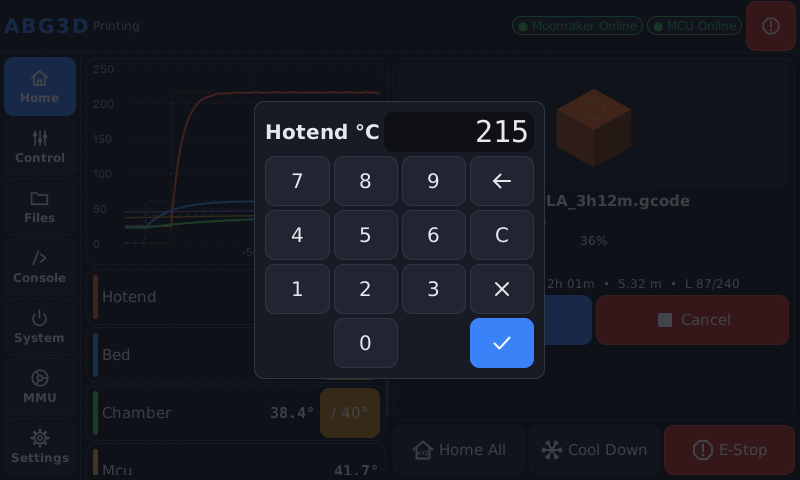 ABG3D Printing
Moonraker Online
MCU Online
Home
Control
Files
Console
System
MMU
Settings
250
200
150
100
50
0
Hotend
Bed
Chamber 38.4° / 40°
Mcu 41.7°
Hotend °C 215
7 8 9
4 5 6 C
1 2 3
0
LA_3h12m.gcode
36%
2h 01m • 5.32 m • L 87/240
Cancel
Home All
Cool Down
E-Stop